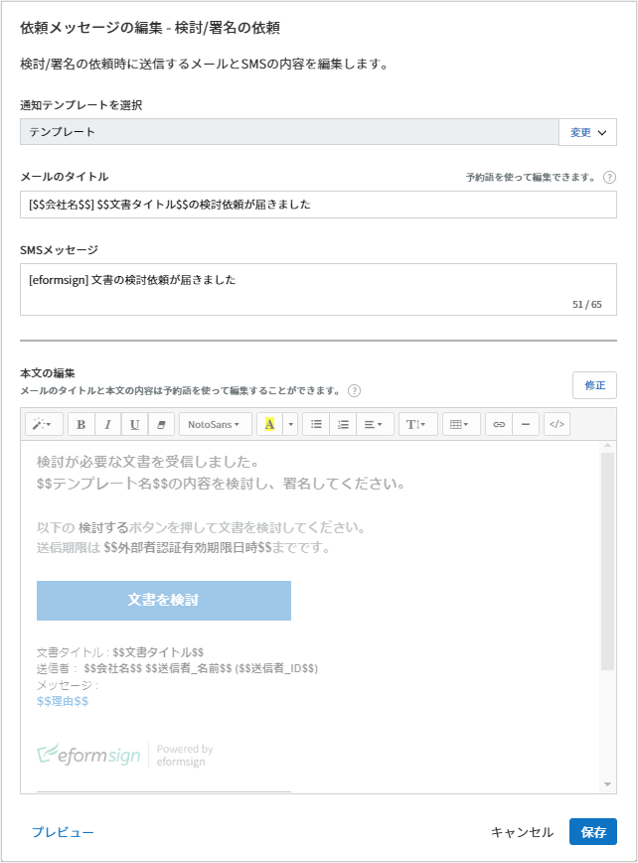 依頼メッセージの編集 - 検討/署名の依頼
検討/署名の依頼時に送信するメールとSMSの内容を編集します。
通知テンプレートを選択
テンプレート 変更
メールのタイトル 予約語を使って編集できます。 ?
[$$会社名$$] $$文書タイトル$$の検討依頼が届きました
SMSメッセージ
[eformsign] 文書の検討依頼が届きました
51 / 65
本文の編集
メールのタイトルと本文の内容は予約語を使って編集することができます。 ?
修正
B I U NotoSans A T </>
検討が必要な文書を受信しました。
$$テンプレート名$$の内容を検討し、署名してください。
以下の 検討するボタンを押して文書を検討してください。
送信期限は $$外部者認証有効期限日時$$までです。
文書を検討
文書タイトル : $$文書タイトル$$
送信者 : $$会社名$$ $$送信者_名前$$ ($$送信者_ID$$)
メッセージ :
$$理由$$
eformsign Powered by
eformsign
プレビュー キャンセル 保存